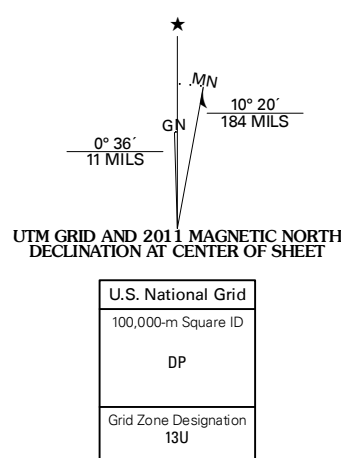 ★
MN
10° 20´
184 MILS
GN
0° 36´
11 MILS
UTM GRID AND 2011 MAGNETIC NORTH
DECLINATION AT CENTER OF SHEET
U.S. National Grid
100,000-m Square ID
DP
Grid Zone Designation
13U